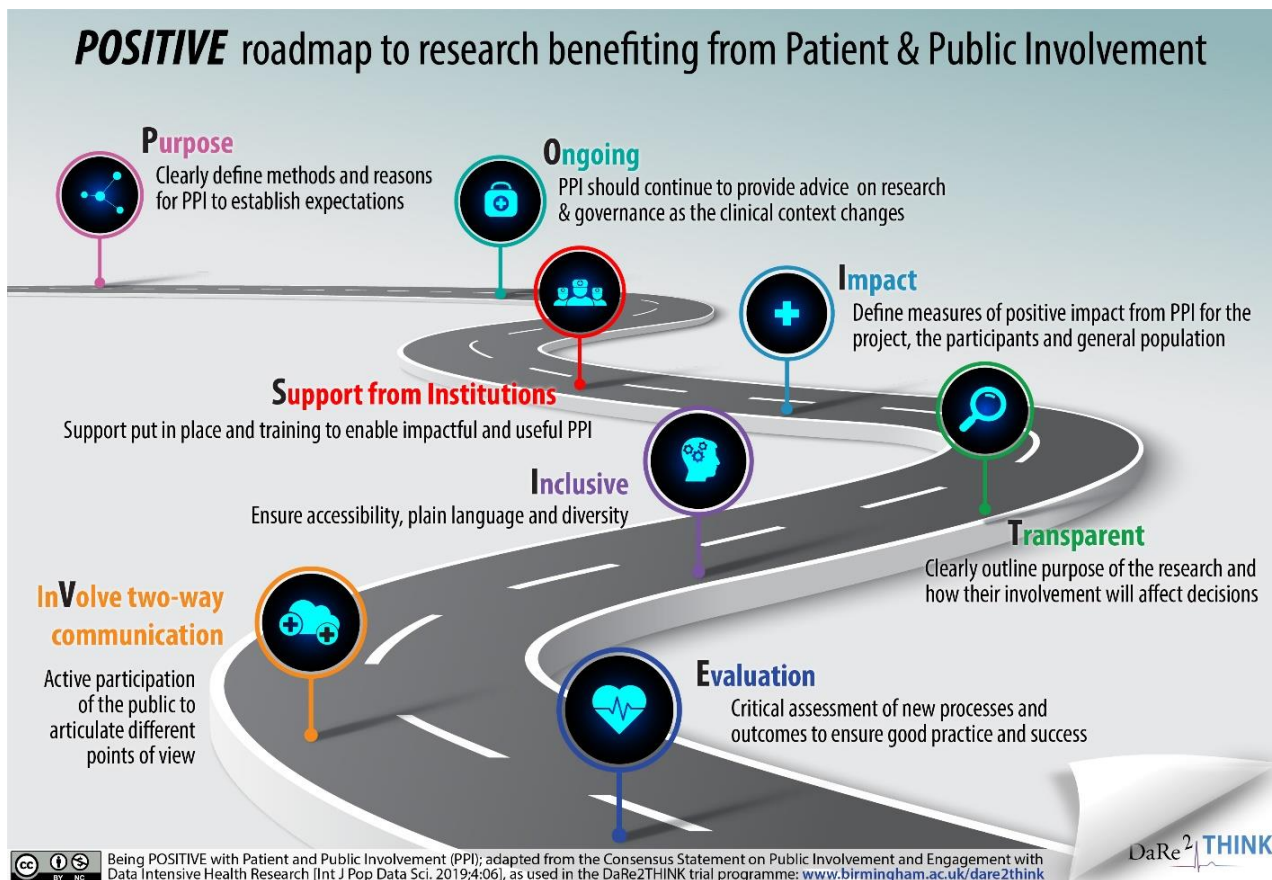 POSITIVE roadmap to research benefiting from Patient & Public Involvement
Purpose
Clearly define methods and reasons
for PPI to establish expectations
Ongoing
PPI should continue to provide advice on research
& governance as the clinical context changes
Support from Institutions
Support put in place and training to enable impactful and useful PPI
Impact
Define measures of positive impact from PPI for the
project, the participants and general population
Transparent
Clearly outline purpose of the research and
how their involvement will affect decisions
Inclusive
Ensure accessibility, plain language and diversity
InVolve two-way
communication
Active participation
of the public to
articulate different
points of view
Evaluation
Critical assessment of new processes and
outcomes to ensure good practice and success
DaRe2THINK
cc BY NC
Being POSITIVE with Patient and Public Involvement (PPI); adapted from the Consensus Statement on Public Involvement and Engagement with
Data Intensive Health Research [Int J Pop Data Sci. 2019;4:06], as used in the DaRe2THINK trial programme: www.birmingham.ac.uk/dare2think